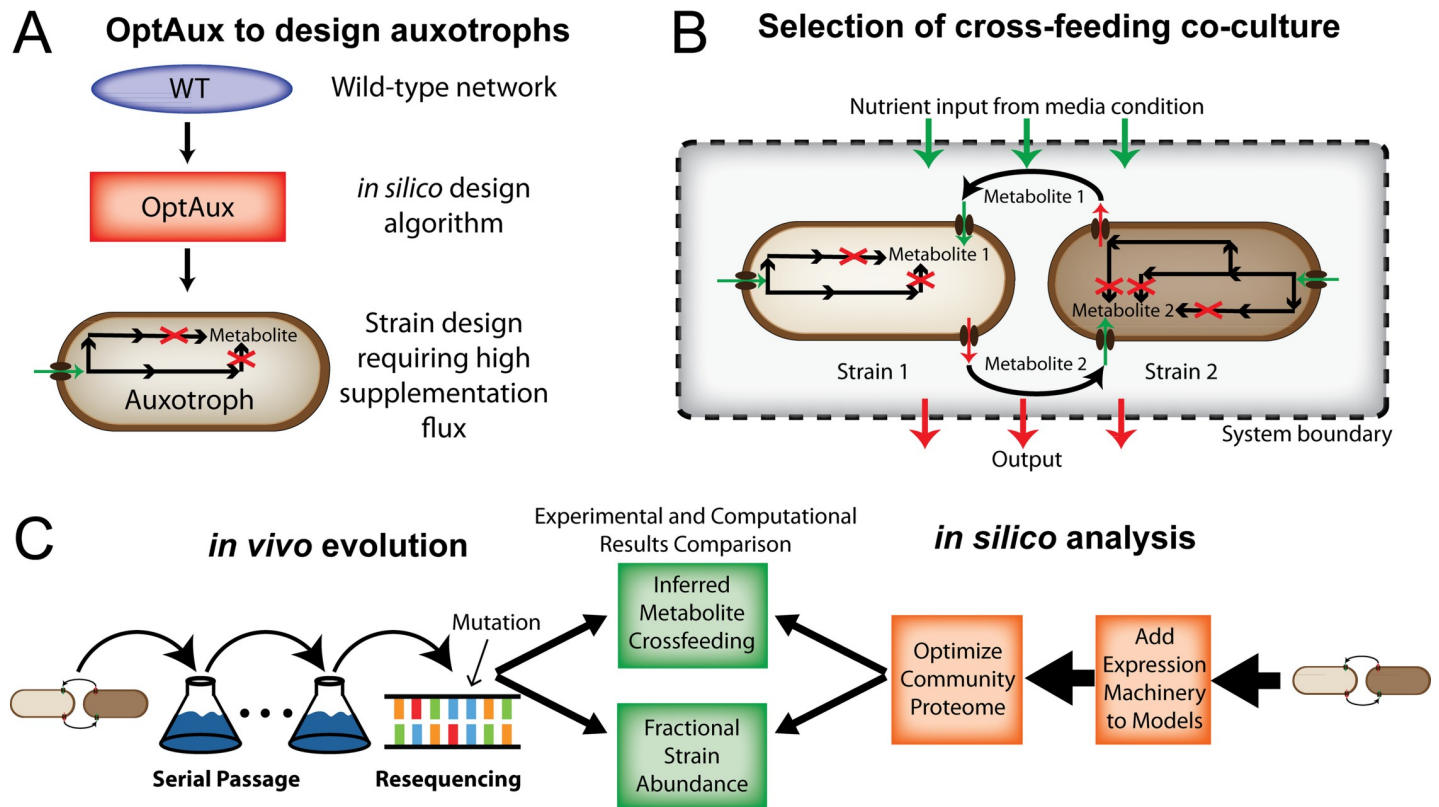 A
OptAux to design auxotrophs
WT
Wild-type network
OptAux
in silico design
algorithm
Metabolite
Auxotroph
Strain design
requiring high
supplementation
flux
B
Selection of cross-feeding co-culture
Nutrient input from media condition
Metabolite 1
Metabolite 1
Metabolite 2
Strain 1
Metabolite 2
Strain 2
System boundary
Output
C
in vivo evolution
Mutation
Serial Passage
Resequencing
Experimental and Computational
Results Comparison
Inferred
Metabolite
Crossfeeding
Fractional
Strain
Abundance
in silico analysis
Optimize
Community
Proteome
Add
Expression
Machinery
to Models